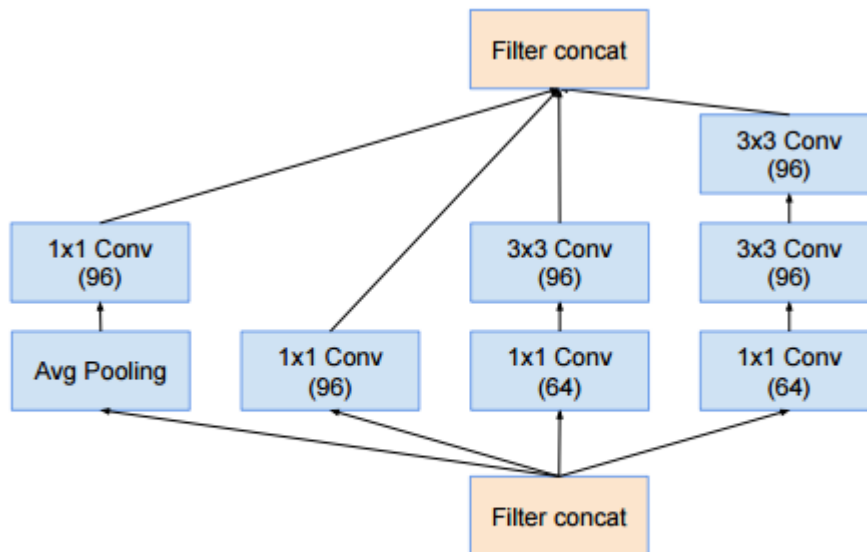 Filter concat
3x3 Conv
(96)
1x1 Conv
(96)
3x3 Conv
(96)
3x3 Conv
(96)
Avg Pooling
1x1 Conv
(96)
1x1 Conv
(64)
1x1 Conv
(64)
Filter concat